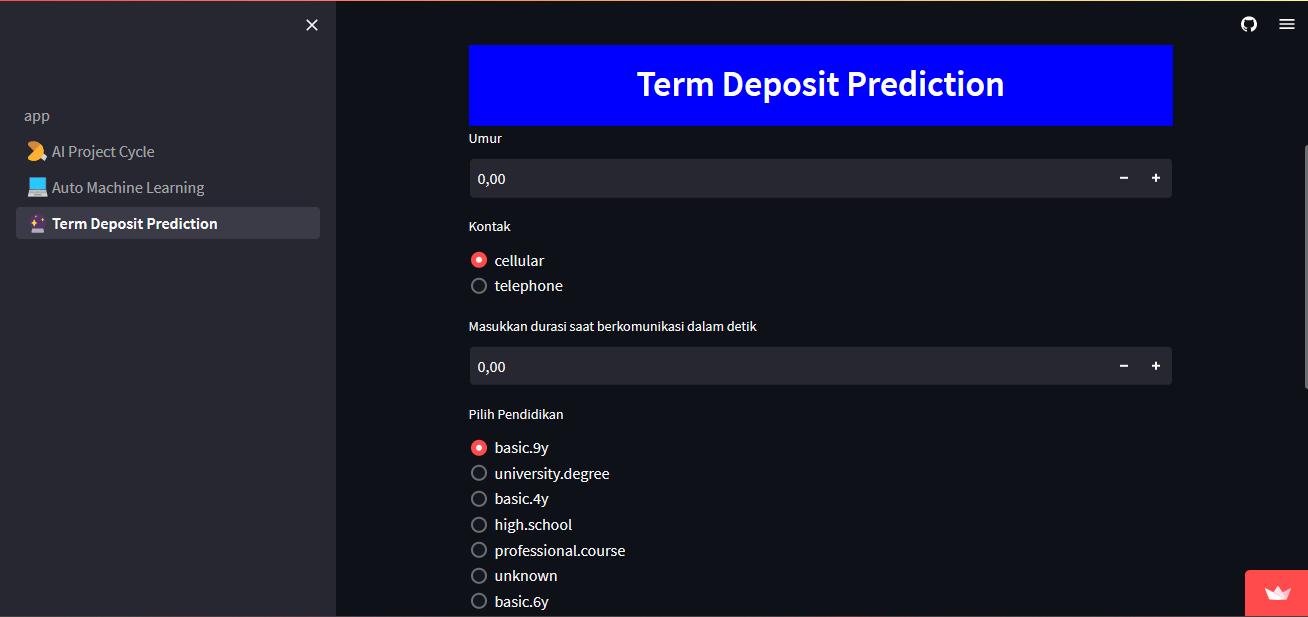 app
AI Project Cycle
Auto Machine Learning
Term Deposit Prediction
Term Deposit Prediction
Umur
0,00
Kontak
cellular
telephone
Masukkan durasi saat berkomunikasi dalam detik
0,00
Pilih Pendidikan
basic.9y
university.degree
basic.4y
high.school
professional.course
unknown
basic.6y